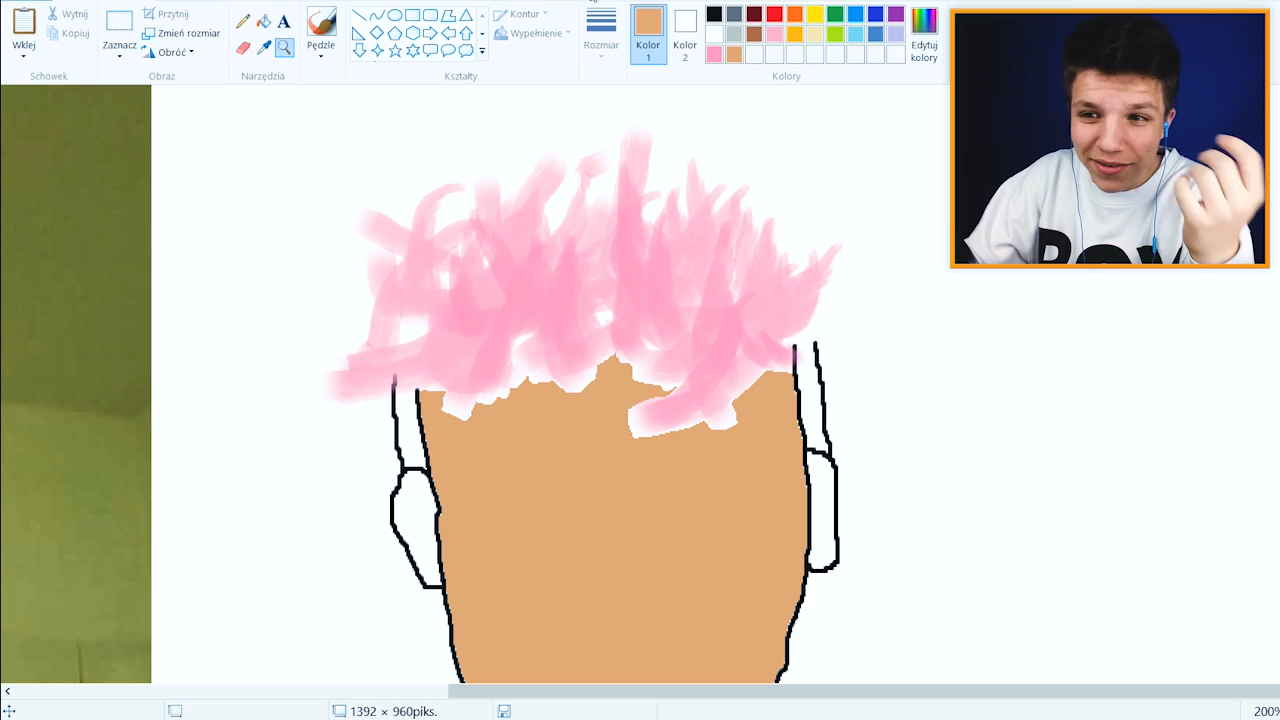 Wklej
Wytnij
Kopiuj
Schowek
Zaznacz
Przytnij
Zmień rozmiar
Obróć
Obraz
A
Narzędzia
Pędzle
Kształty
Kontur
Wypełnienie
Rozmiar
Kolor
1
Kolor
2
Kolory
Edytuj
kolory
1392 × 960piks.
200%